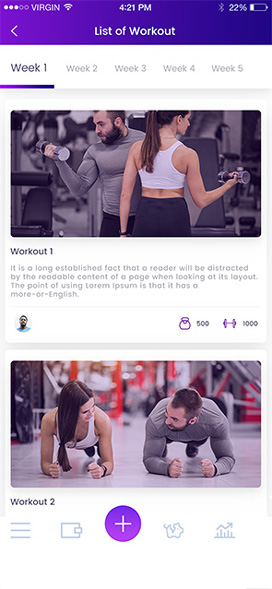 VIRGIN 4:21 PM 22%
List of Workout
Week 1 Week 2 Week 3 Week 4 Week 5
Workout 1
It is a long established fact that a reader will be distracted
by the readable content of a page when looking at its layout.
The point of using Lorem Ipsum is that it has a
more-or-English.
500 1000
Workout 2